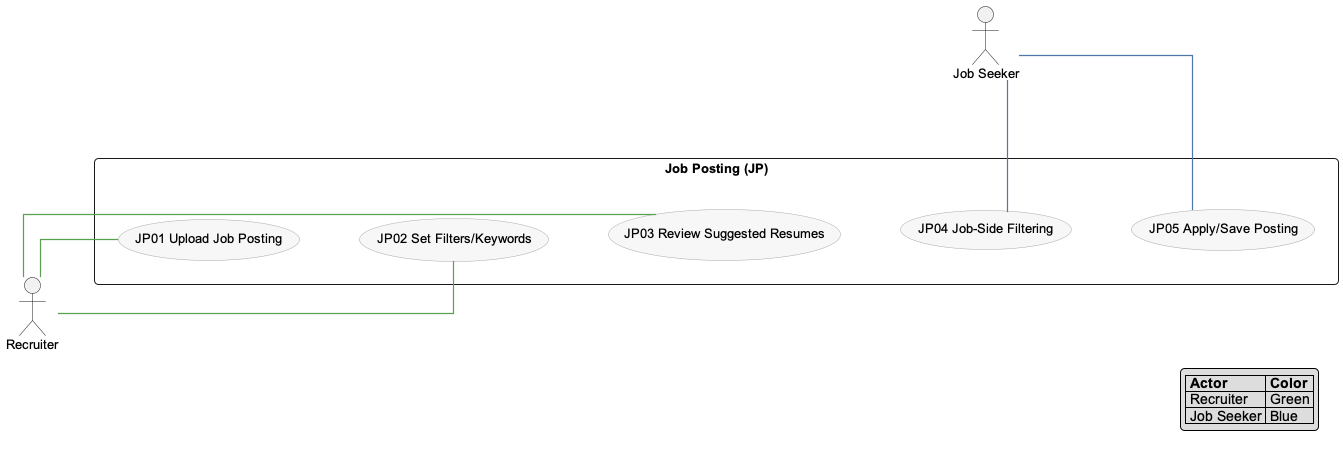 Job Seeker
Job Posting (JP)
JP01 Upload Job Posting
JP02 Set Filters/Keywords
JP03 Review Suggested Resumes
JP04 Job-Side Filtering
JP05 Apply/Save Posting
Recruiter
Actor Color
Recruiter Green
Job Seeker Blue